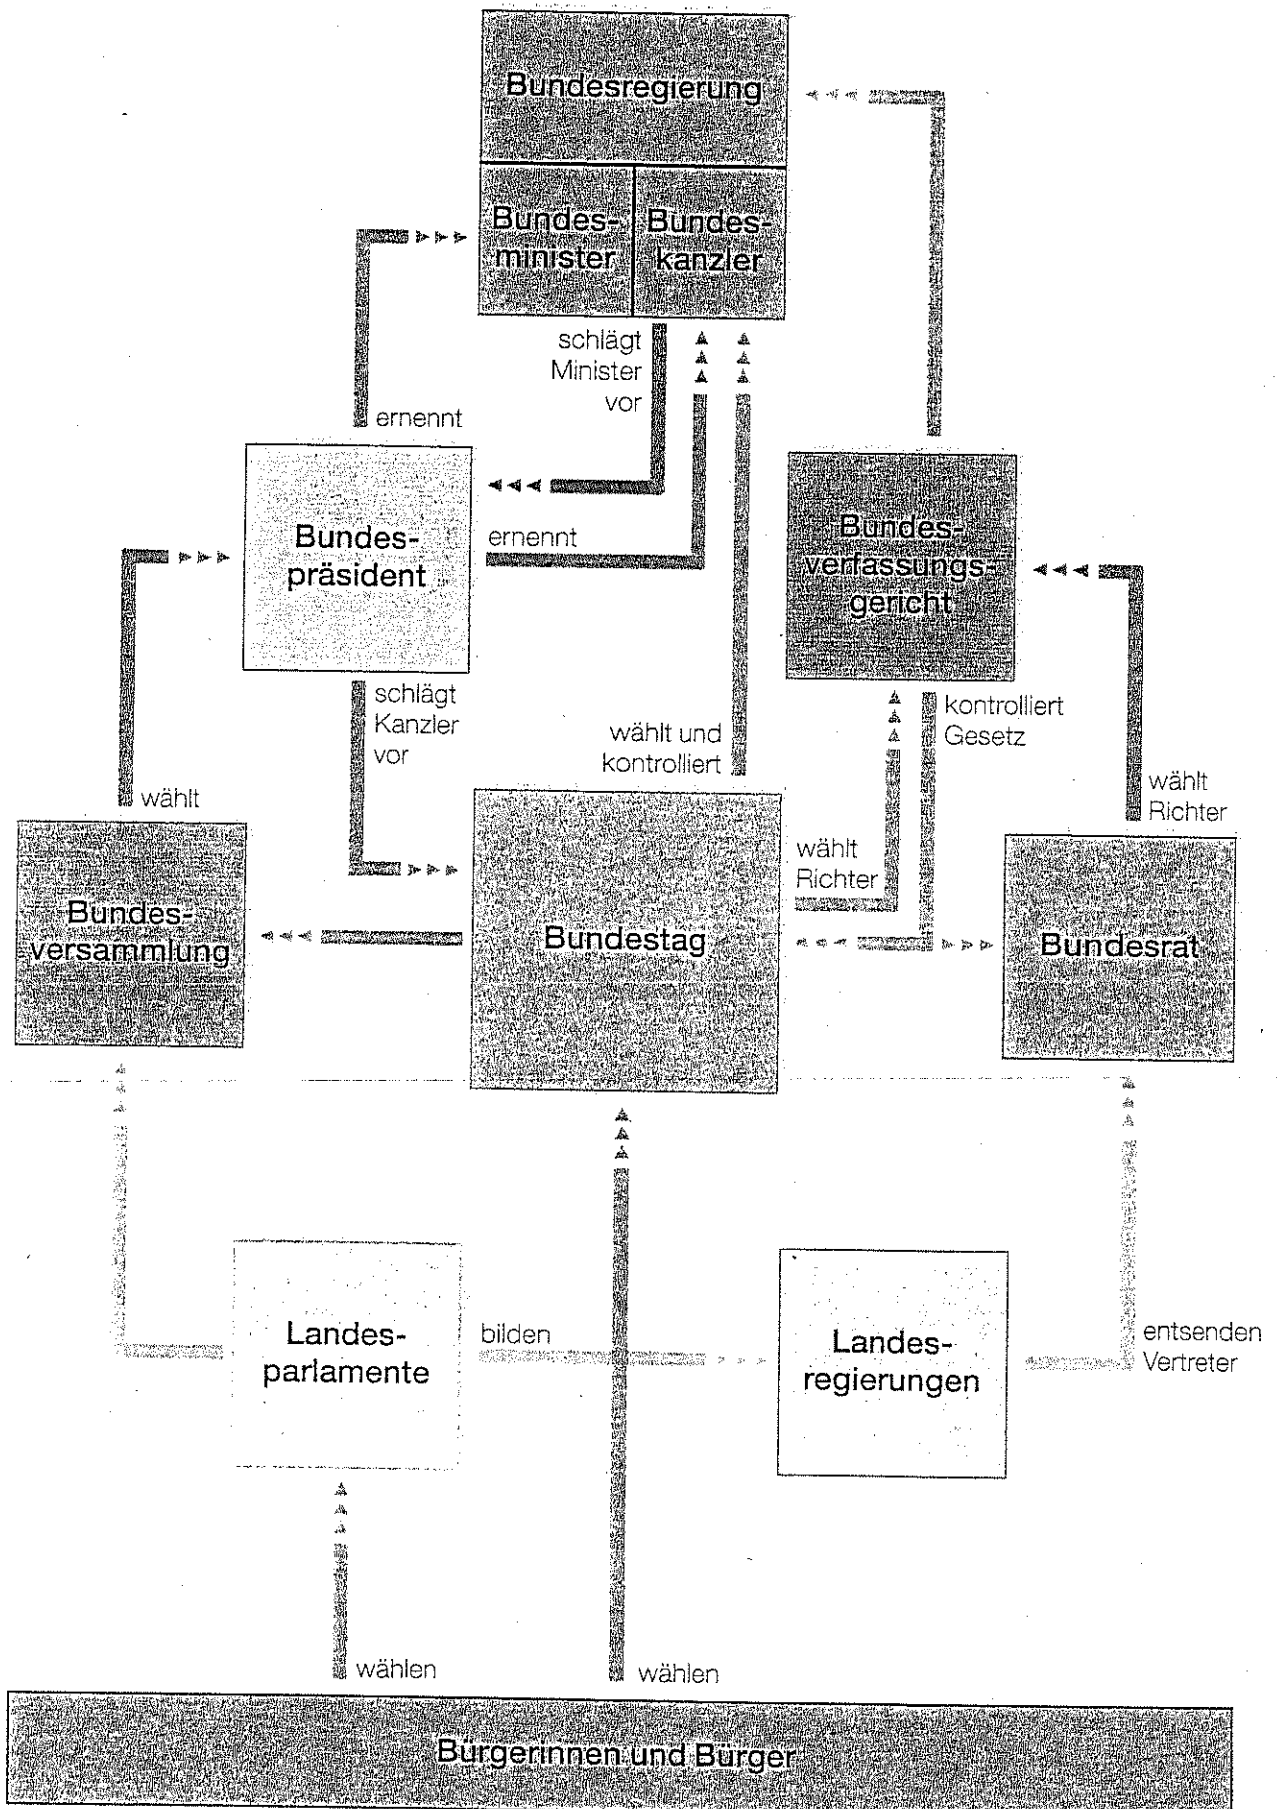 Bundesregierung
Bundes-
minister
Bundes-
kanzler
schlägt
Minister
vor
ernennt
Bundes-
präsident
ernennt
Bundes-
verfassungs-
gericht
schlägt
Kanzler
vor
wählt und
kontrolliert
kontrolliert
Gesetz
wählt
wählt
Richter
wählt
Richter
Bundes-
versammlung
Bundestag
Bundesrat
Landes-
parlamente
bilden
Landes-
regierungen
entsenden
Vertreter
wählen
wählen
Bürgerinnen und Bürger